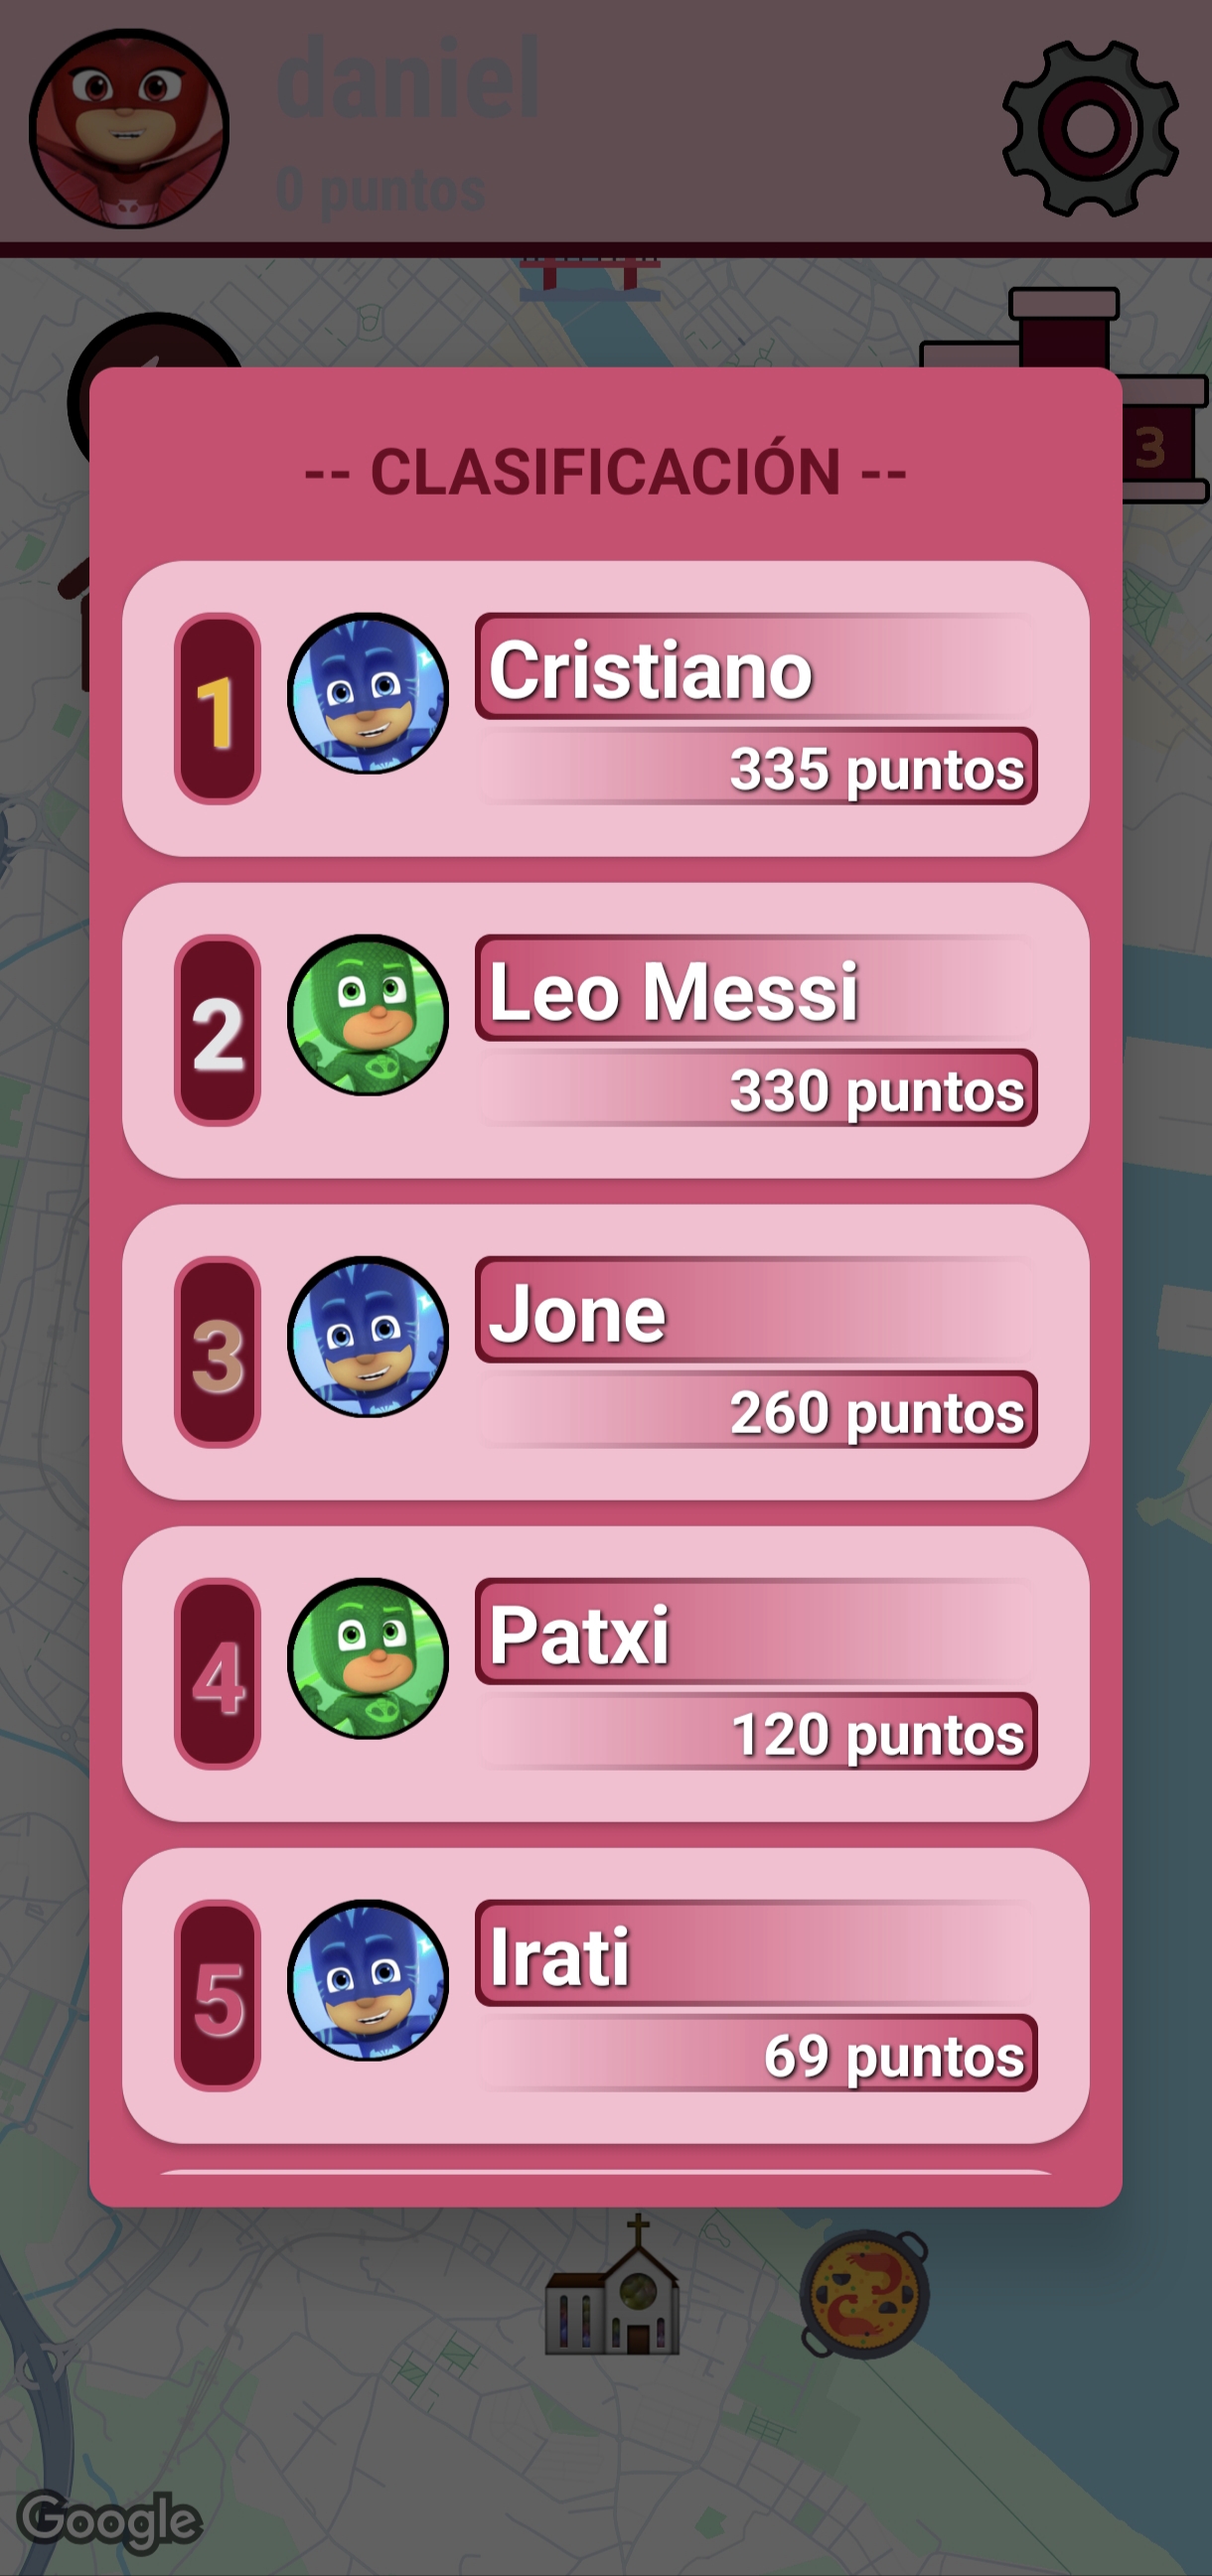 daniel
0 puntos
3
-- CLASIFICACIÓN --
1
Cristiano
335 puntos
2
Leo Messi
330 puntos
3
Jone
260 puntos
4
Patxi
120 puntos
5
Irati
69 puntos
Google